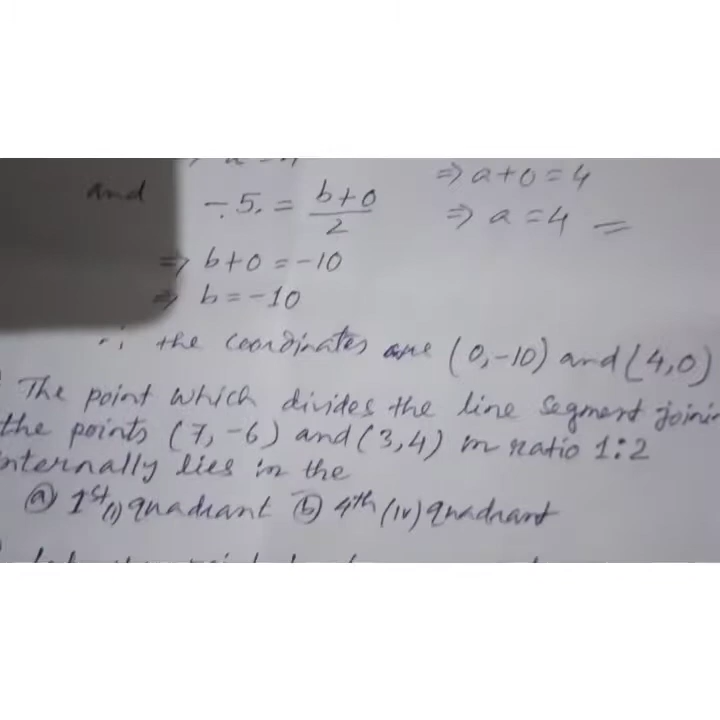 and
-5. = b+0/2
⇒ a+0 = 4
⇒ a = 4
⇒ b+0 = -10
⇒ b = -10
∴ the coordinates are (0,-10) and (4,0)
The point which divides the line segment joinin
the points (7,-6) and (3,4) in ratio 1:2
nternally lies in the
(a) 1st (I) quadrant (b) 4th (IV) quadrant